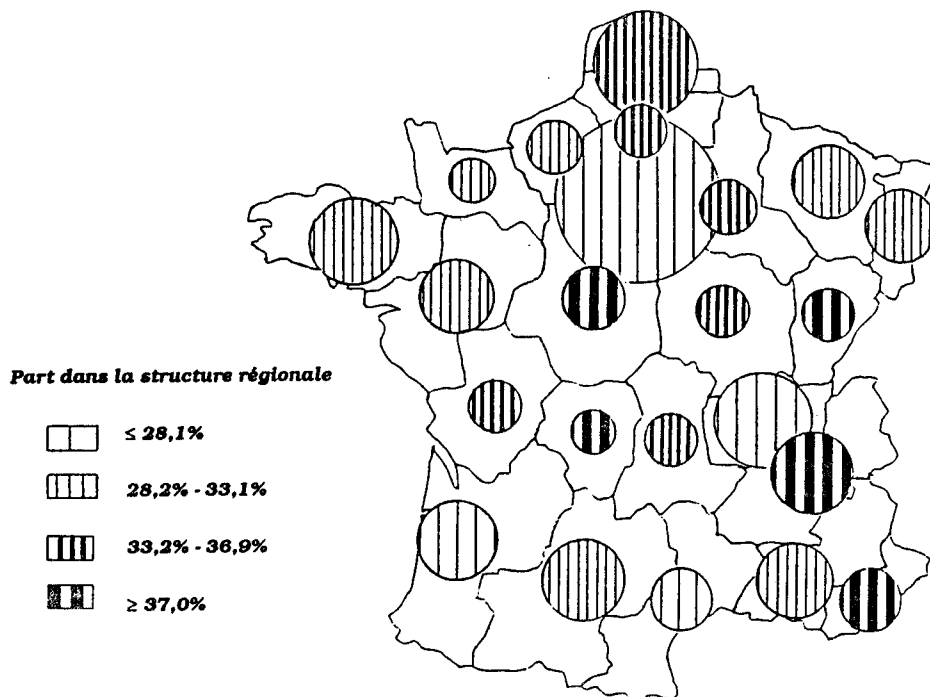 Part dans la structure régionale
≤ 28,1%
28,2% - 33,1%
33,2% - 36,9%
≥ 37,0%